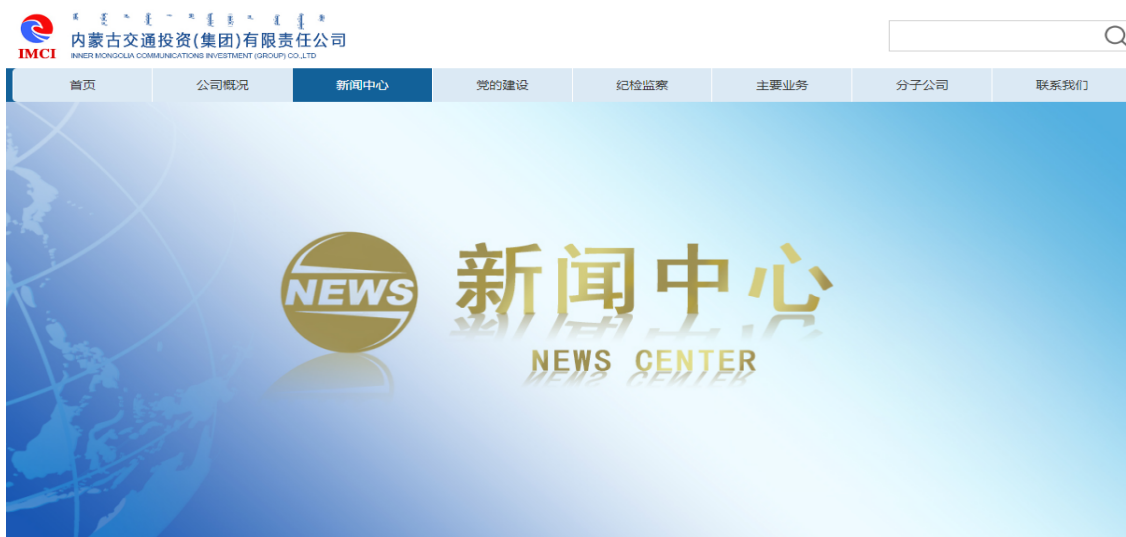 内蒙古交通投资(集团)有限责任公司
IMCI
INNER MONGOLIA COMMUNICATIONS INVESTMENT (GROUP) CO.,LTD
首页
公司概况
新闻中心
党的建设
纪检监察
主要业务
分子公司
联系我们
NEWS
新闻中心
NEWS CENTER